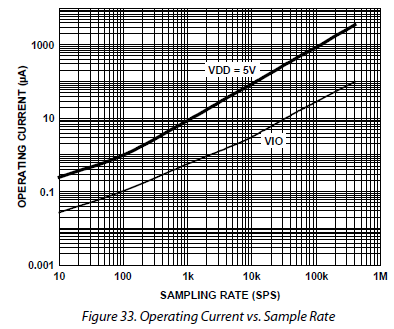 1000
10
0.1
0.001
OPERATING CURRENT (µA)
VDD = 5V
VIO
10 100 1k 10k 100k 1M
SAMPLING RATE (SPS)
Figure 33. Operating Current vs. Sample Rate